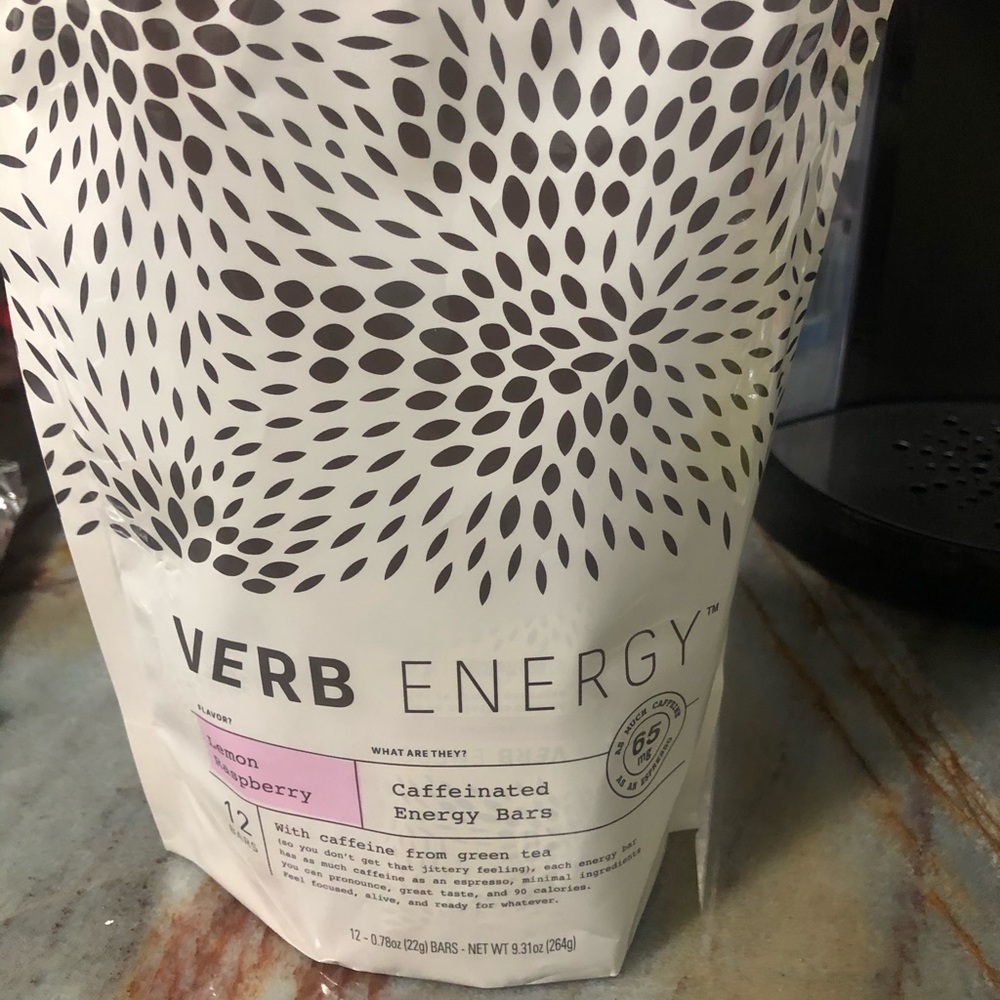 VERB ENERGY™
FLAVOR?
Lemon
Raspberry
WHAT ARE THEY?
Caffeinated
Energy Bars
AS MUCH CAFFEINE
65
mg
AS AN ESPRESSO
12
BARS
With caffeine from green tea
(so you don't get that jittery feeling), each energy bar
has as much caffeine as an espresso, minimal ingredients
you can pronounce, great taste, and 90 calories.
Feel focused, alive, and ready for whatever.
12 - 0.78oz (22g) BARS - NET WT 9.31oz (264g)